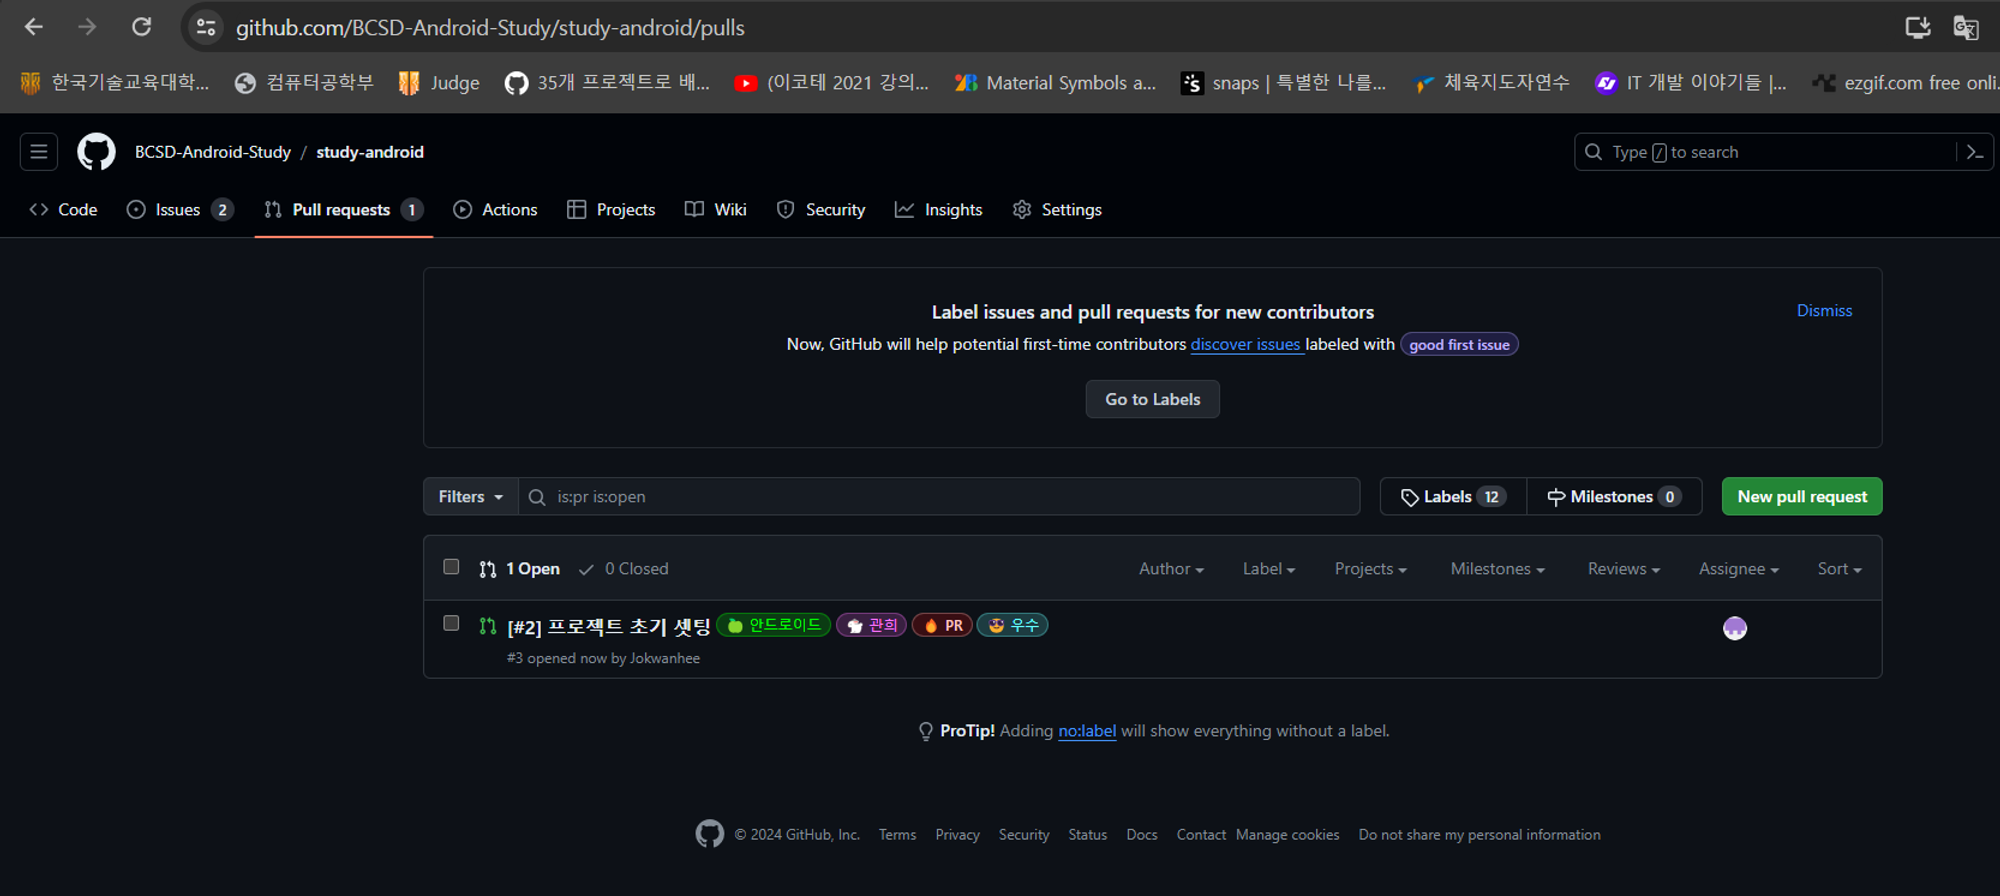 github.com/BCSD-Android-Study/study-android/pulls
한국기술교육대학... 컴퓨터공학부 Judge 35개 프로젝트로 배... (이코테 2021 강의... Material Symbols a... snaps | 특별한 나를... 체육지도자연수 IT 개발 이야기들 |... ezgif.com free onli
BCSD-Android-Study / study-android Type / to search
Code Issues 2 Pull requests 1 Actions Projects Wiki Security Insights Settings
Label issues and pull requests for new contributors Dismiss
Now, GitHub will help potential first-time contributors discover issues labeled with good first issue
Go to Labels
Filters is:pr is:open Labels 12 Milestones 0 New pull request
1 Open 0 Closed Author Label Projects Milestones Reviews Assignee Sort
[#2] 프로젝트 초기 셋팅 안드로이드 관희 PR 우수
#3 opened now by Jokwanhee
ProTip! Adding no:label will show everything without a label.
© 2024 GitHub, Inc. Terms Privacy Security Status Docs Contact Manage cookies Do not share my personal information